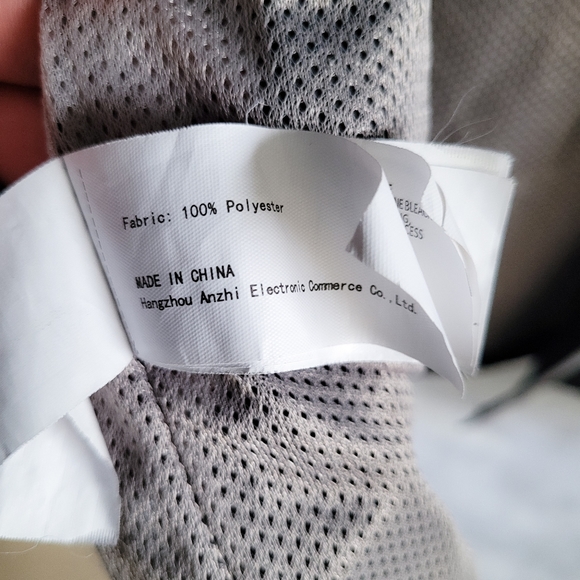 Fabric: 100% Polyester
MADE IN CHINA
Hangzhou Anzhi Electronic Commerce Co.,Ltd.